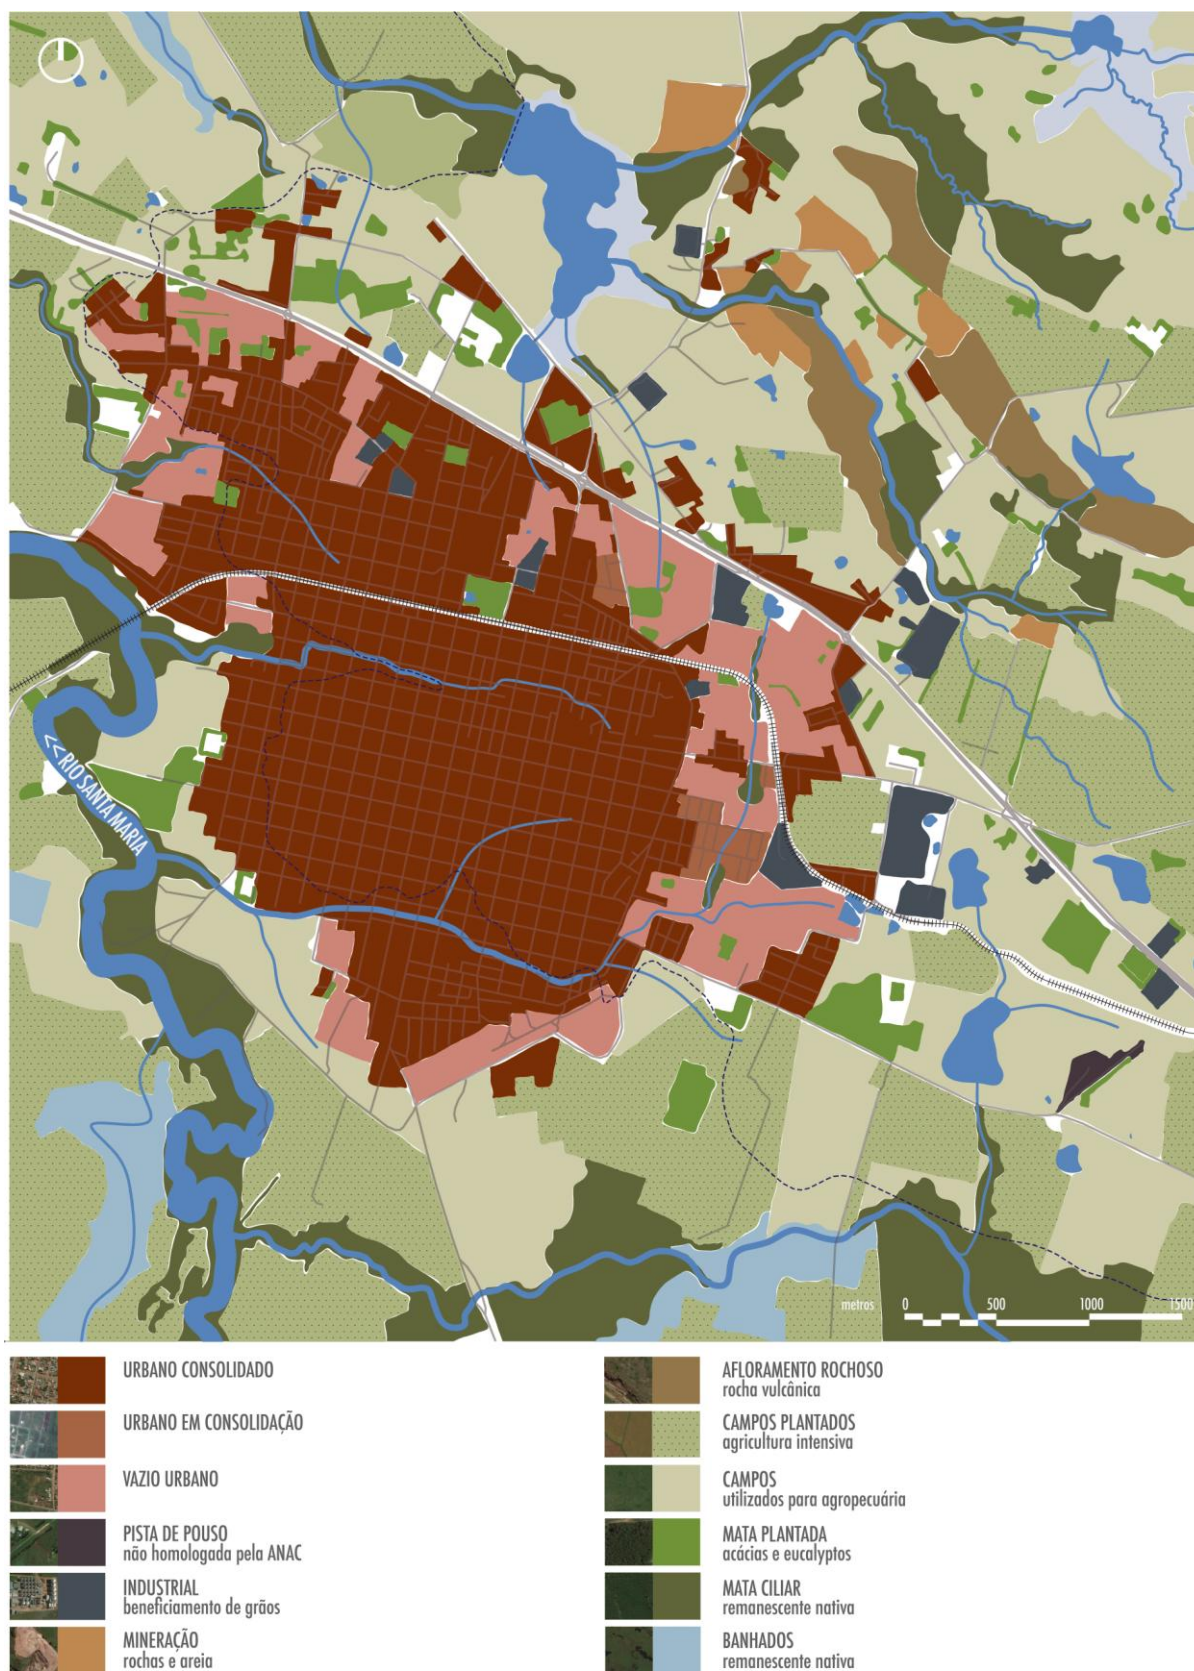 <<RIO SANTA MARIA
metros 0 500 1000 1500
URBANO CONSOLIDADO
URBANO EM CONSOLIDAÇÃO
VAZIO URBANO
PISTA DE POUSO
não homologada pela ANAC
INDUSTRIAL
beneficiamento de grãos
MINERAÇÃO
rochas e areia
AFLORAMENTO ROCHOSO
rocha vulcânica
CAMPOS PLANTADOS
agricultura intensiva
CAMPOS
utilizados para agropecuária
MATA PLANTADA
acácias e eucalyptos
MATA CILIAR
remanescente nativa
BANHADOS
remanescente nativa